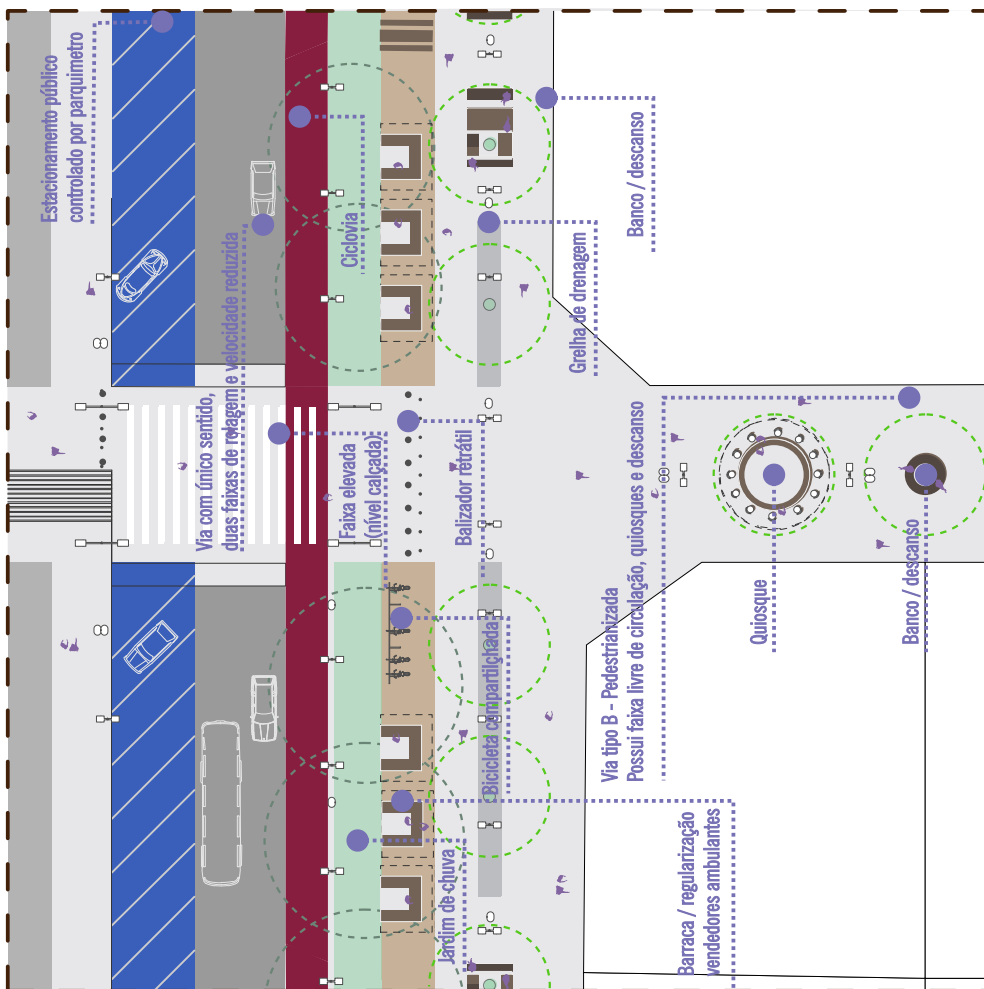 Estacionamento público
controlado por parquimetro
Via com único sentido,
duas faixas de rolagem e velocidade reduzida
Ciclovia
Faixa elevada
(nível calçada)
Balizador retrátil
Jardim de chuva
Bicicleta compartilhada
Grelha de drenagem
Banco / descanso
Via tipo B - Pedestrianizada
Possui faixa livre de circulação, quiosques e descanso
Barraca / regularização
vendedores ambulantes
Quiosque
Banco / descanso